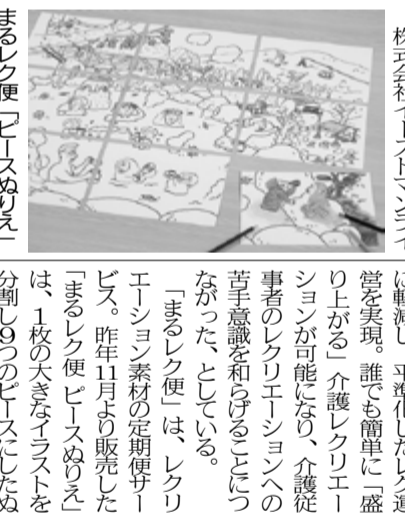 株式会社イーストマンライ
まるレク便「ピースぬりえ」
に軽減し、平準化したレク運
営を実現。誰でも簡単に「盛
り上がる」介護レクリエー
ションが可能になり、介護従
事者のレクリエーションへの
苦手意識を和らげることにつ
ながった、としている。
「まるレク便」は、レクリ
エーション素材の定期便サー
ビス。昨年11月より販売した
「まるレク便 ピースぬりえ」
は、1枚の大きなイラストを
分割し9つのピースにしたぬ